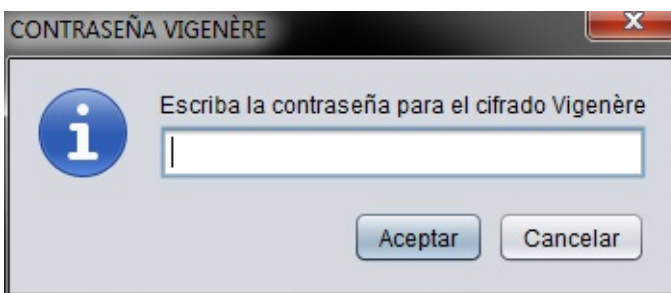 CONTRASEÑA VIGENÈRE
Escriba la contraseña para el cifrado Vigenère
Aceptar
Cancelar